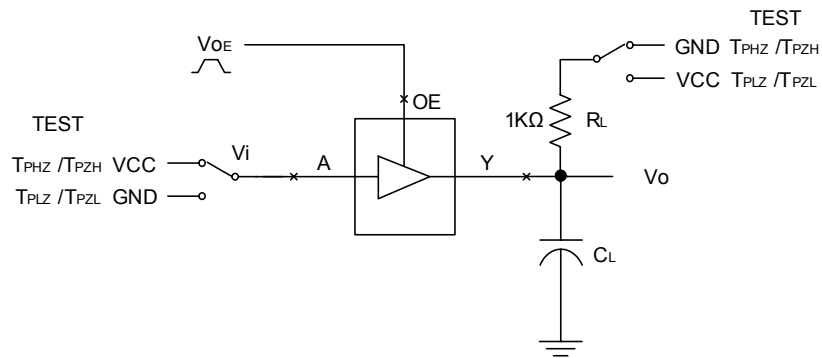 TEST
VOE
GND TPHZ /TPZH
VCC TPLZ /TPZL
OE
1KΩ RL
TEST
TPHZ /TPZH VCC
Vi
A
Y
TPLZ /TPZL GND
Vo
CL